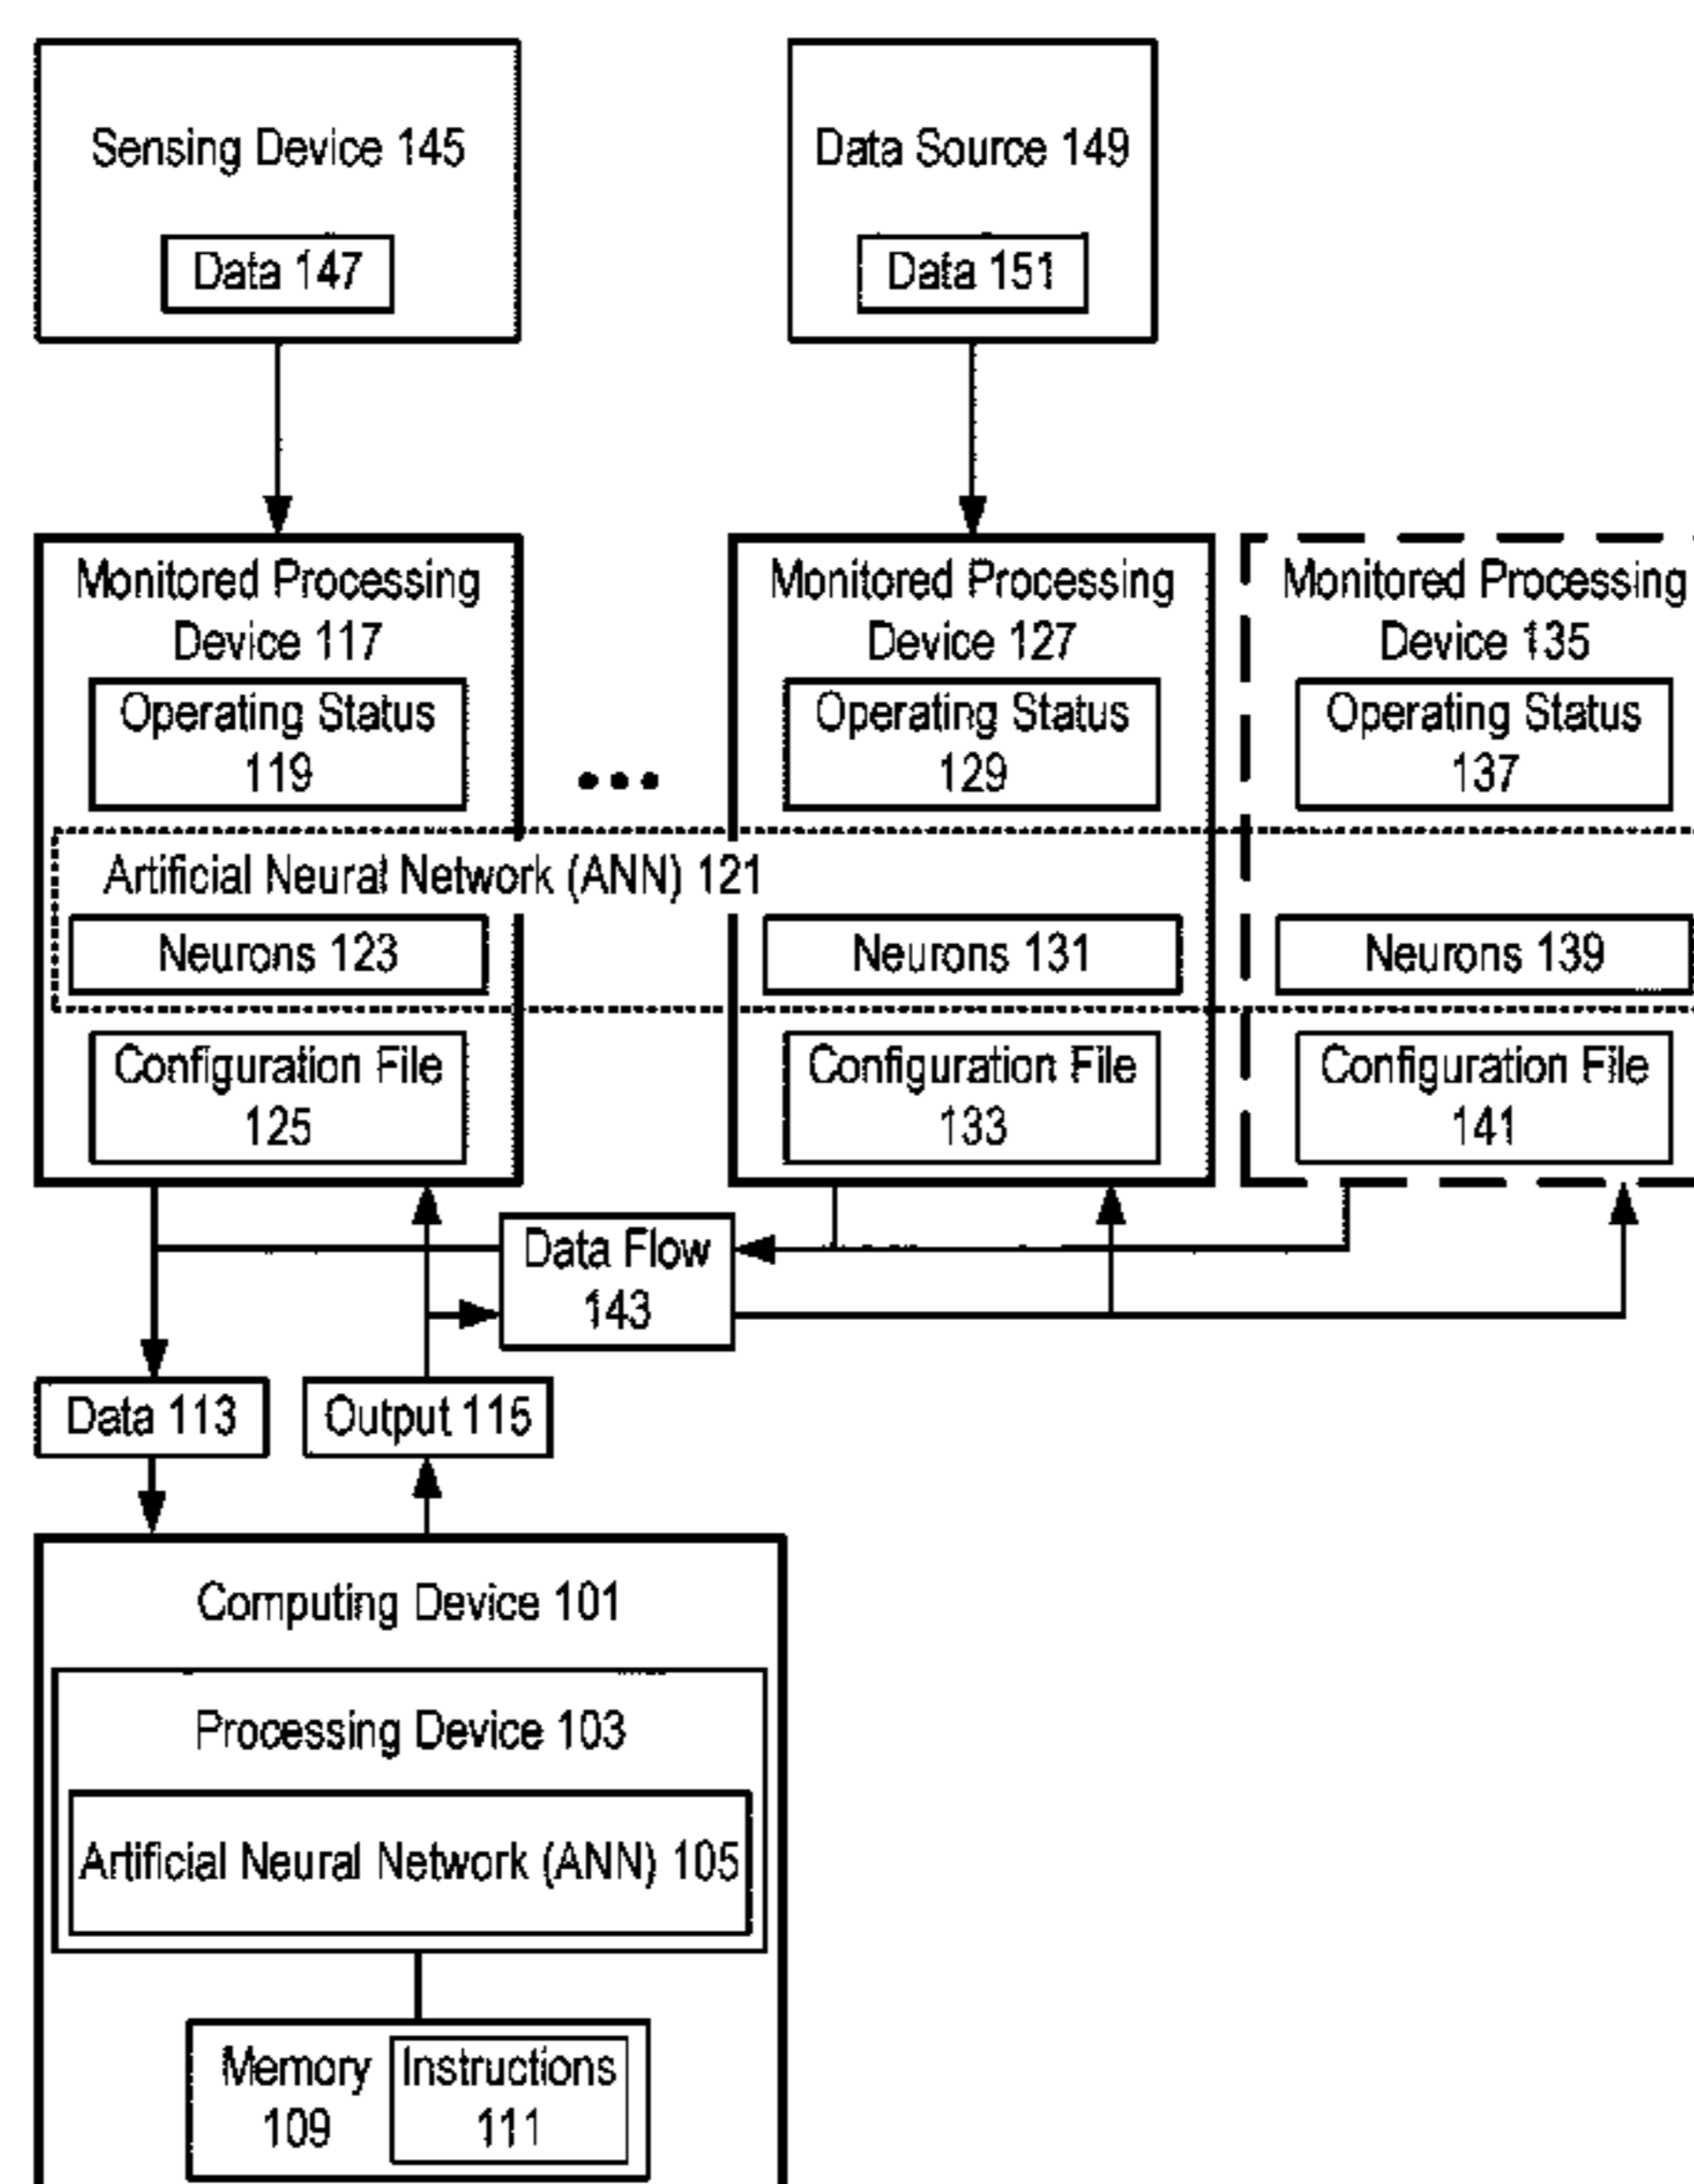 Sensing Device 145
Data 147
Data Source 149
Data 151
Monitored Processing
Device 117
Operating Status
119
Monitored Processing
Device 127
Operating Status
129
Monitored Processing
Device 135
Operating Status
137
Artificial Neural Network (ANN) 121
Neurons 123
Neurons 131
Neurons 139
Configuration File
125
Configuration File
133
Configuration File
141
Data Flow
143
Data 113
Output 115
Computing Device 101
Processing Device 103
Artificial Neural Network (ANN) 105
Memory
109
Instructions
111